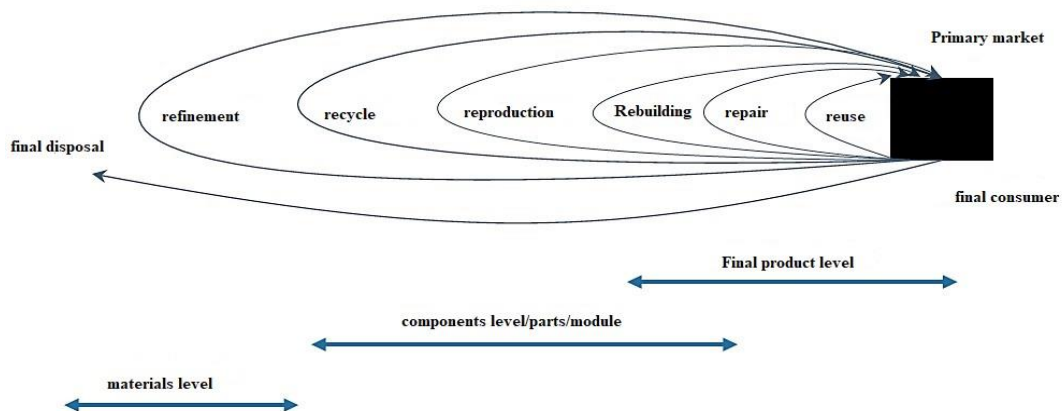 Primary market
refinement
recycle
reproduction
Rebuilding
repair
reuse
final disposal
final consumer
Final product level
components level/parts/module
materials level